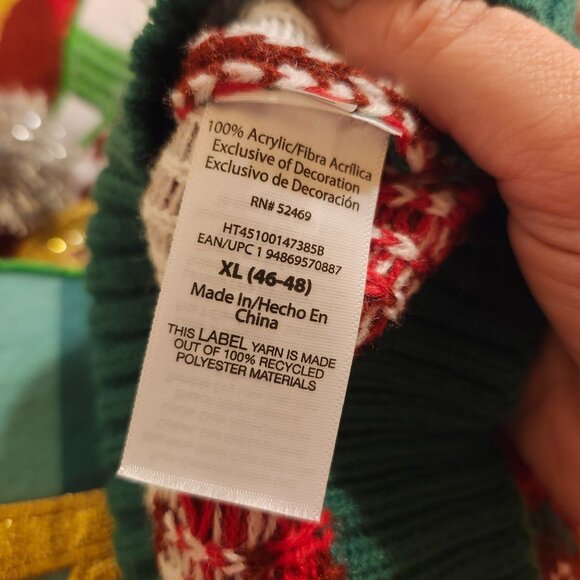 100% Acrylic/Fibra Acrílica
Exclusive of Decoration
Exclusivo de Decoración
RN# 52469
HT45100147385B
EAN/UPC 1 94869570887
XL (46-48)
Made In/Hecho En
China
THIS LABEL YARN IS MADE
OUT OF 100% RECYCLED
POLYESTER MATERIALS